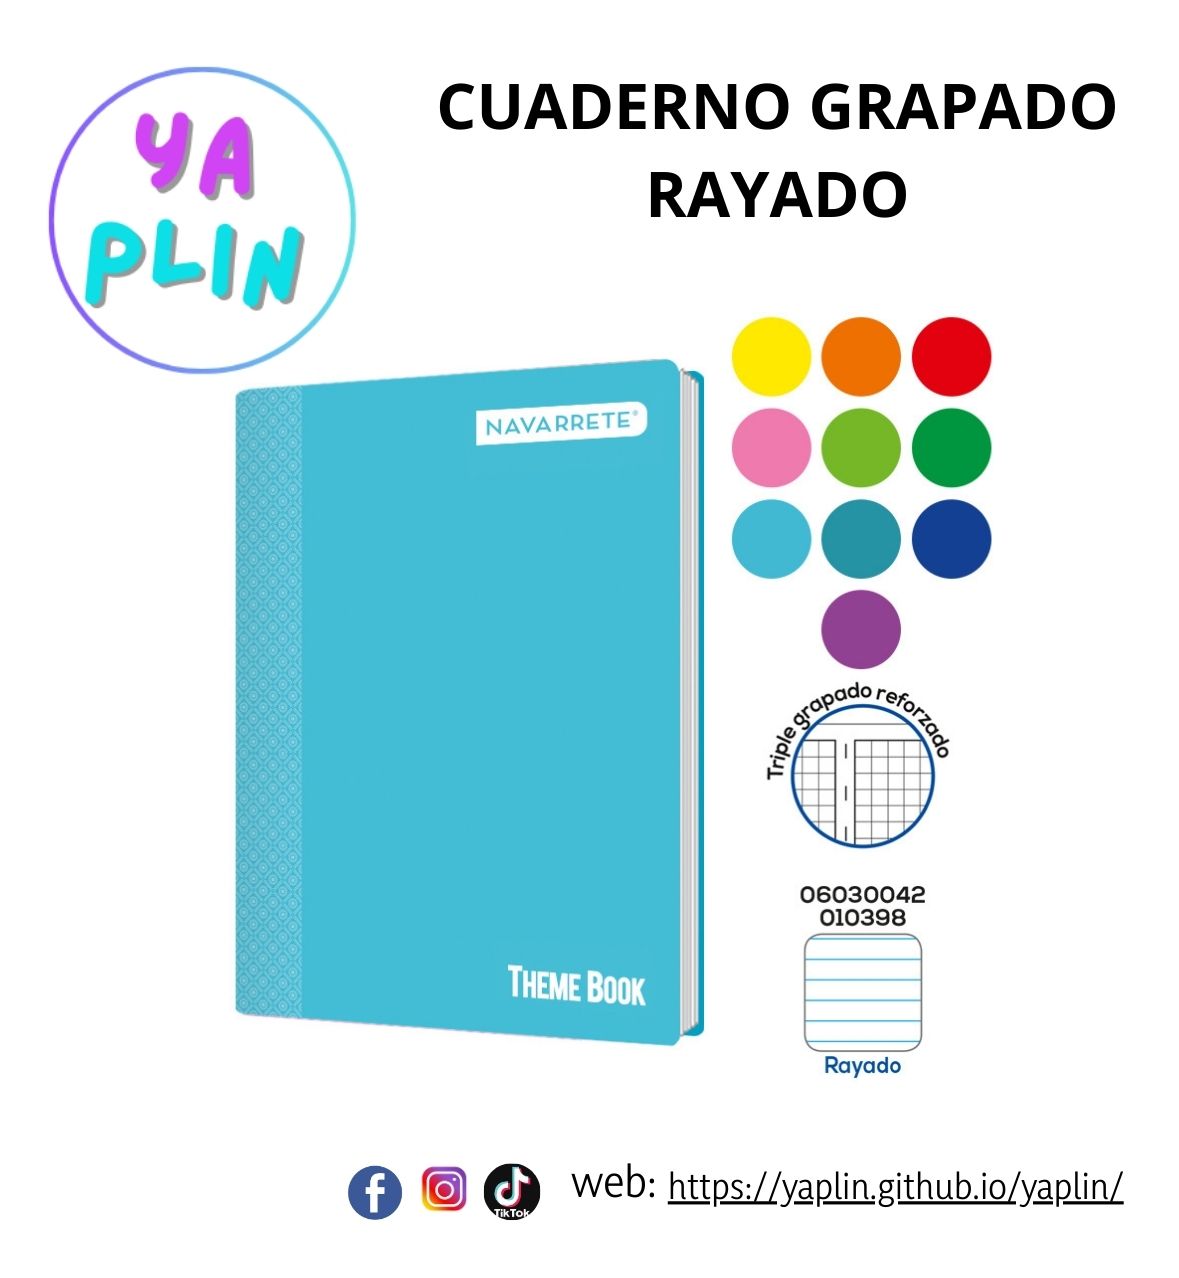 YA
PLIN
CUADERNO GRAPADO
RAYADO
NAVARRETE®
THEME BOOK
Triple grapado reforzado
06030042
010398
Rayado
TikTok
web: https://yaplin.github.io/yaplin/